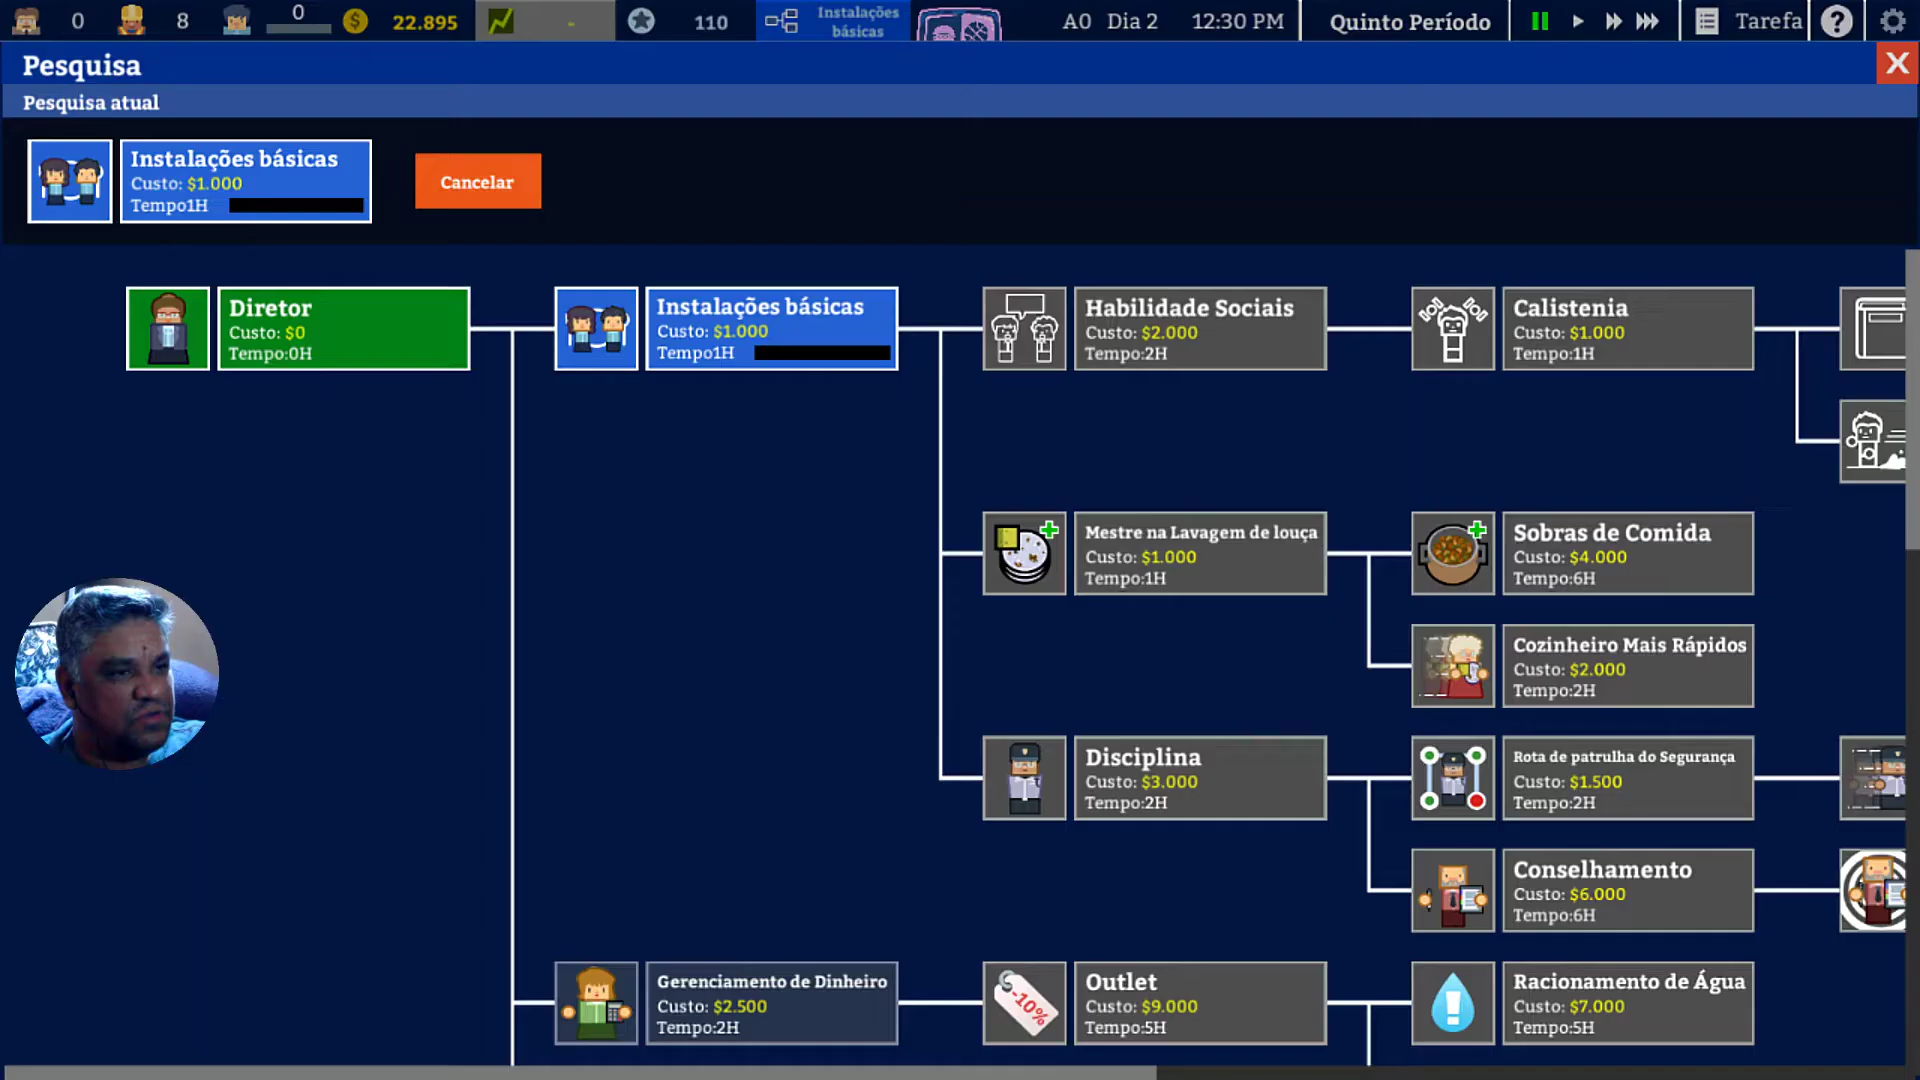 0 8 0 22.895 - 110 Instalações básicas A0 Dia 2 12:30 PM Quinto Período Tarefa ?
Pesquisa X
Pesquisa atual
Instalações básicas
Custo: $1.000
Tempo1H
Cancelar
Diretor
Custo: $0
Tempo:0H
Instalações básicas
Custo: $1.000
Tempo1H
Habilidade Sociais
Custo: $2.000
Tempo:2H
Calistenia
Custo: $1.000
Tempo:1H
Mestre na Lavagem de louça
Custo: $1.000
Tempo:1H
Sobras de Comida
Custo: $4.000
Tempo:6H
Cozinheiro Mais Rápidos
Custo: $2.000
Tempo:2H
Disciplina
Custo: $3.000
Tempo:2H
Rota de patrulha do Segurança
Custo: $1.500
Tempo:2H
Conselhamento
Custo: $6.000
Tempo:6H
Gerenciamento de Dinheiro
Custo: $2.500
Tempo:2H
-10%
Outlet
Custo: $9.000
Tempo:5H
Racionamento de Água
Custo: $7.000
Tempo:5H